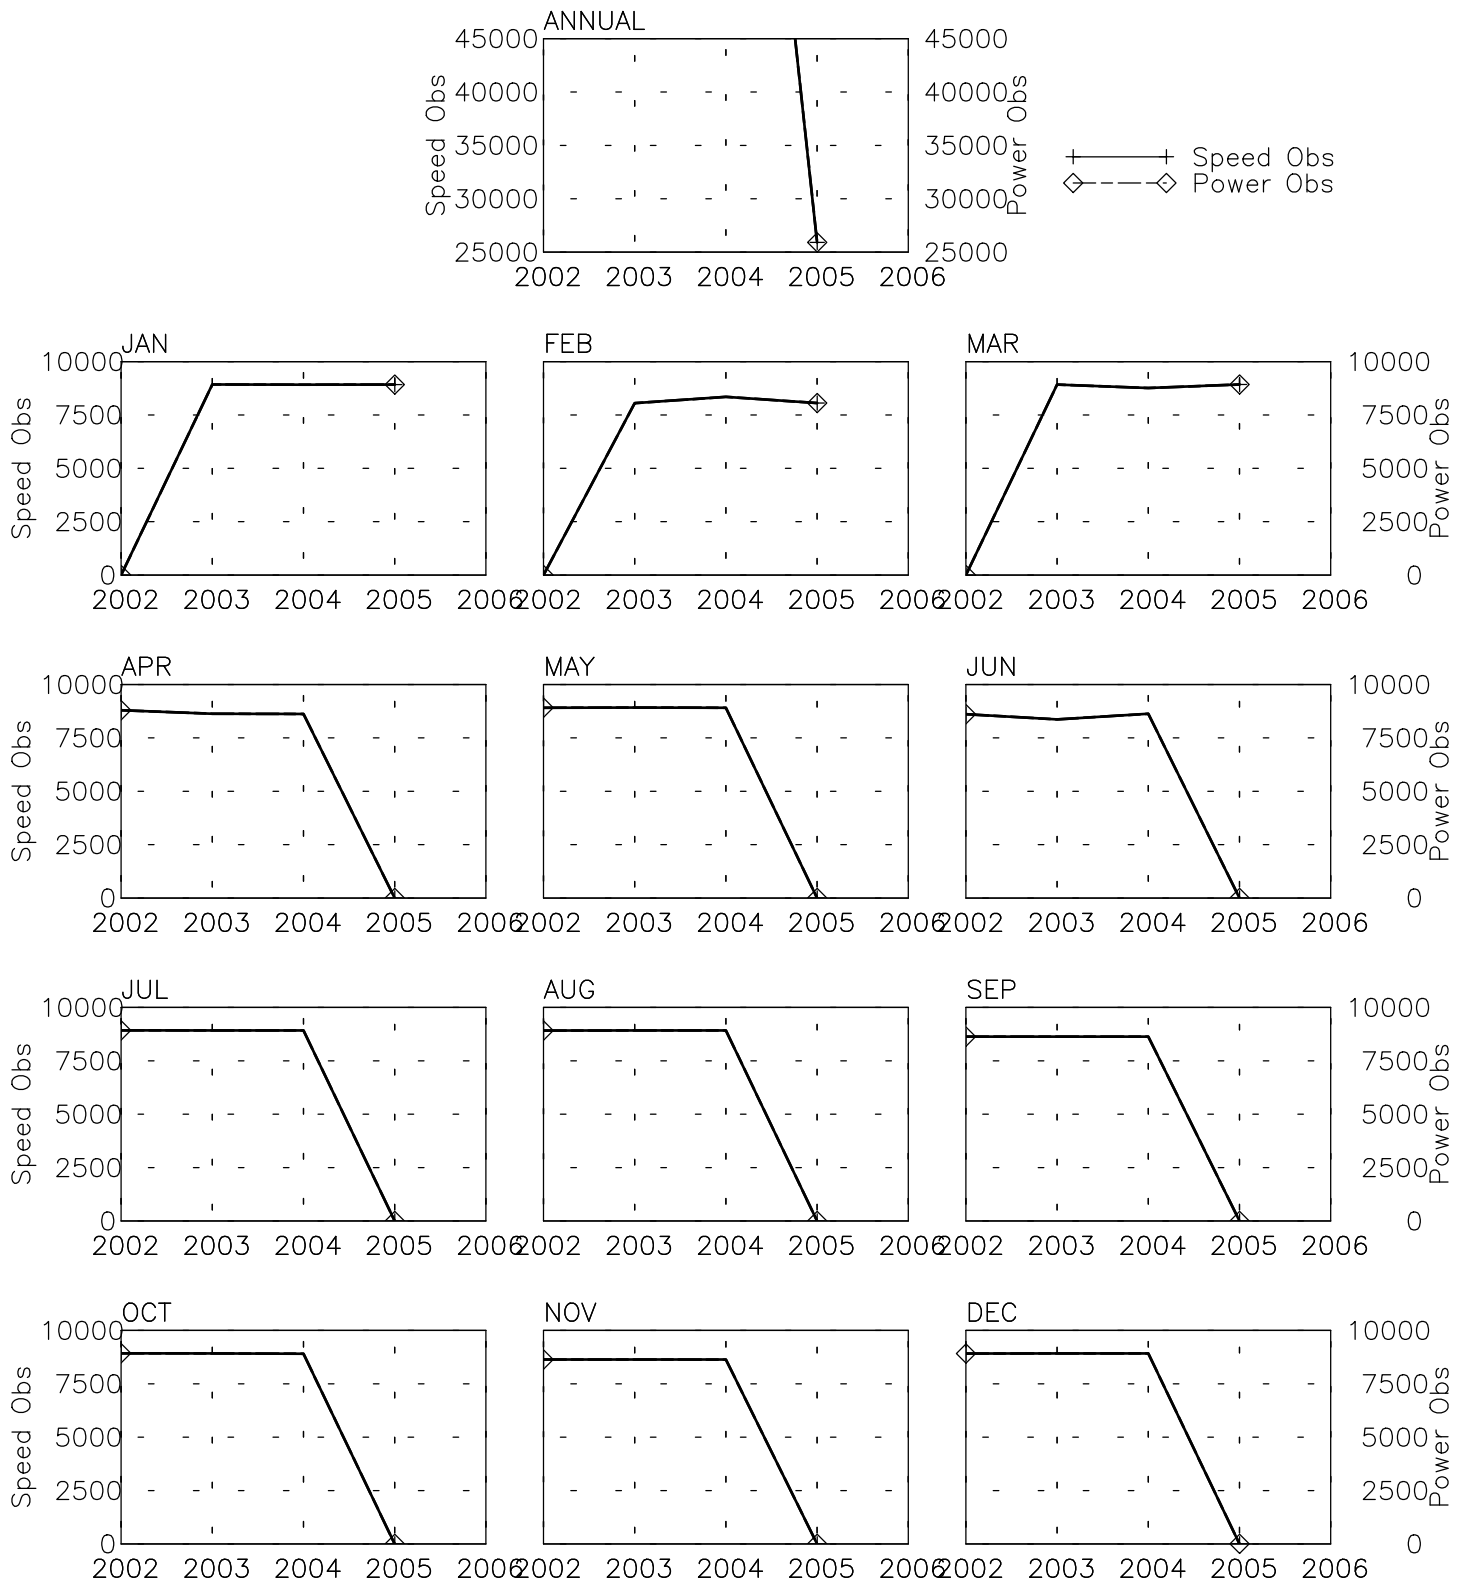 ANNUAL
45000 45000
40000 40000
35000 35000
30000 30000
25000 25000
Speed Obs
Power Obs
2002 2003 2004 2005 2006
Speed Obs
Power Obs
JAN FEB MAR
10000 10000
7500 7500
5000 5000
2500 2500
0 0
Speed Obs
Power Obs
2002 2003 2004 2005 2006 2002 2003 2004 2005 2006 2002 2003 2004 2005 2006
APR MAY JUN
10000 10000
7500 7500
5000 5000
2500 2500
0 0
Speed Obs
Power Obs
2002 2003 2004 2005 2006 2002 2003 2004 2005 2006 2002 2003 2004 2005 2006
JUL AUG SEP
10000 10000
7500 7500
5000 5000
2500 2500
0 0
Speed Obs
Power Obs
2002 2003 2004 2005 2006 2002 2003 2004 2005 2006 2002 2003 2004 2005 2006
OCT NOV DEC
10000 10000
7500 7500
5000 5000
2500 2500
0 0
Speed Obs
Power Obs
2002 2003 2004 2005 2006 2002 2003 2004 2005 2006 2002 2003 2004 2005 2006